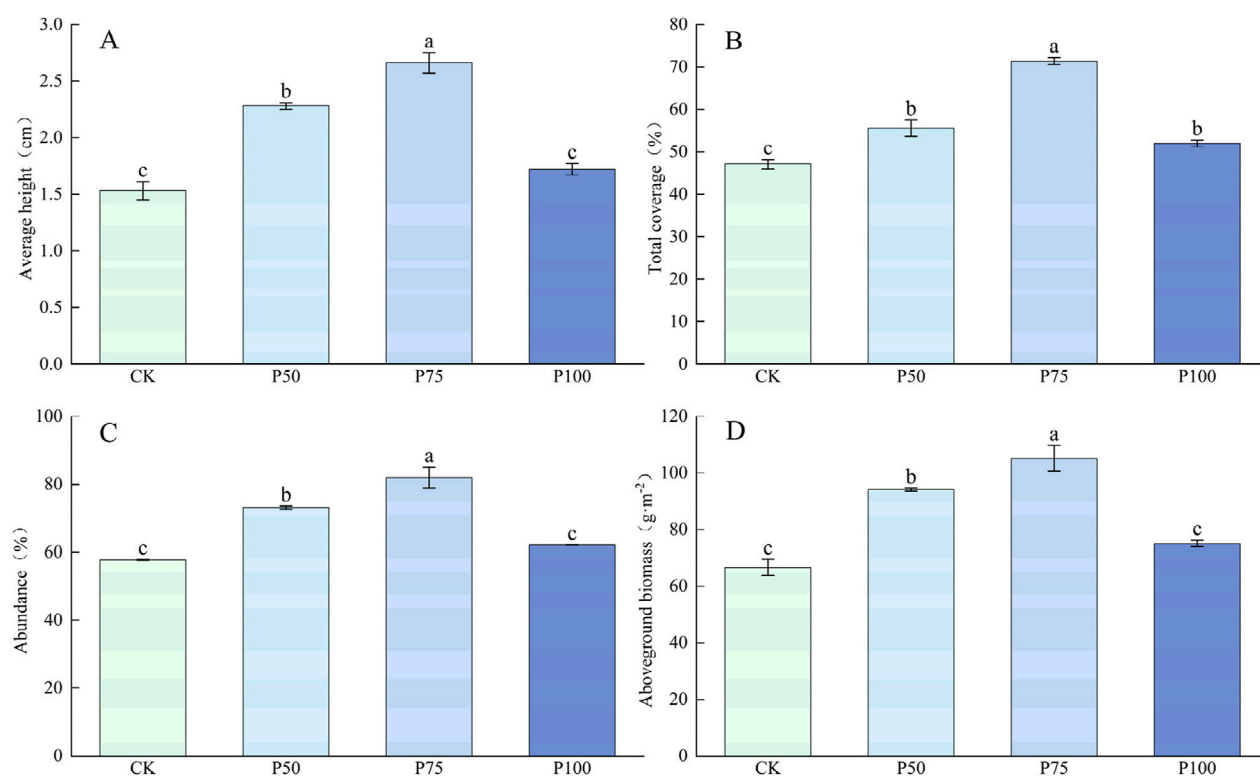 A
Average height（cm）
3.0
2.5
2.0
1.5
1.0
0.5
0.0
c
b
a
c
CK P50 P75 P100
B
Total coverage（%）
80
70
60
50
40
30
20
10
0
c
b
a
b
CK P50 P75 P100
C
Abundance（%）
100
80
60
40
20
0
c
b
a
c
CK P50 P75 P100
D
Aboveground biomass（g·m⁻²）
120
100
80
60
40
20
0
c
b
a
c
CK P50 P75 P100